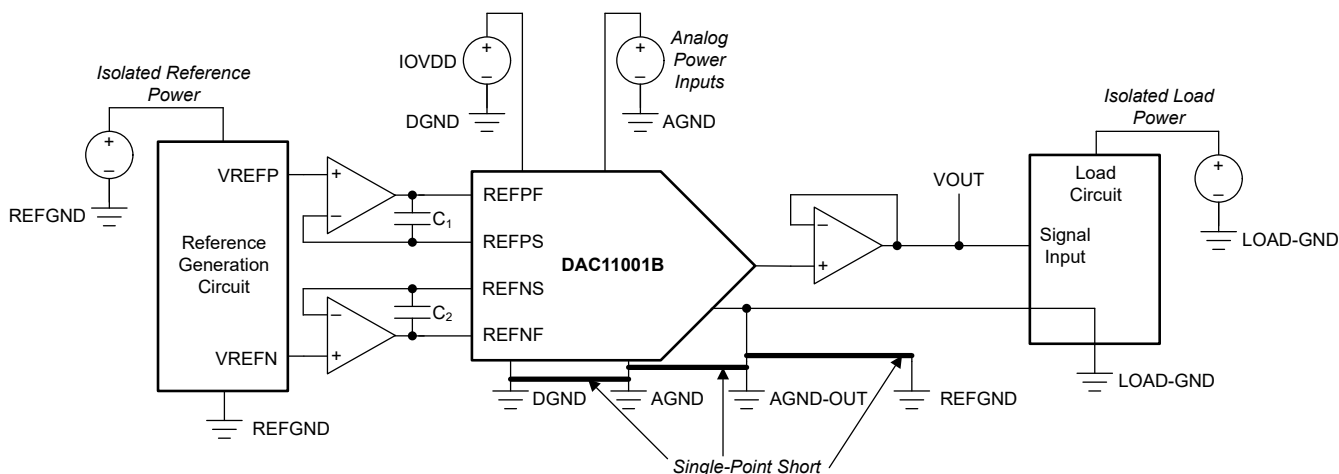 Isolated Reference
Power
+
−
REFGND
VREFP
Reference
Generation
Circuit
VREFN
REFGND
+
−
C1
−
+
C2
IOVDD
+
−
DGND
+
−
Analog
Power
Inputs
AGND
REFPF
REFPS
DAC11001B
REFNS
REFNF
DGND
AGND
AGND-OUT
REFGND
Single-Point Short
−
+
VOUT
Load
Circuit
Signal
Input
Isolated Load
Power
+
−
LOAD-GND
LOAD-GND